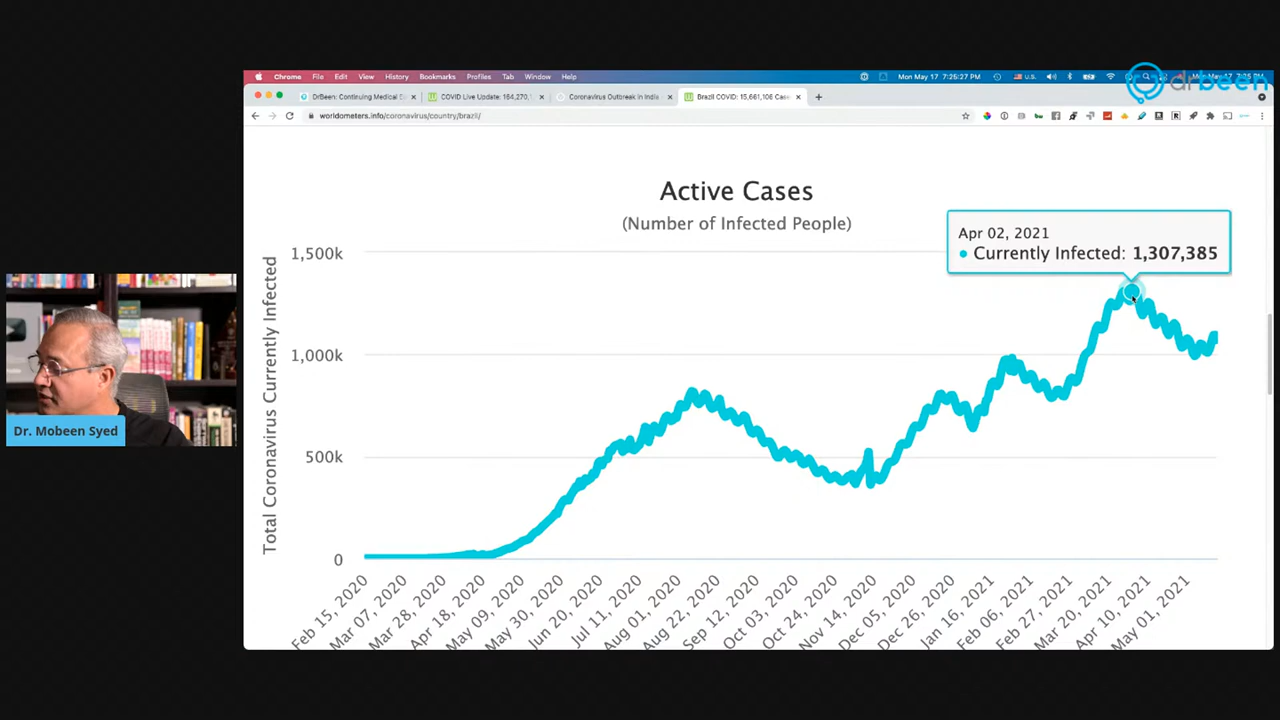 Chrome File Edit View History Bookmarks Profiles Tab Window Help
Mon May 17 7:25:27 PM
U.S.
drbeen
DrBeen: Continuing Medical E
COVID Live Update: 164,270,
Coronavirus Outbreak in India
Brazil COVID: 15,661,106 Case
worldometers.info/coronavirus/country/brazil/
Active Cases
(Number of Infected People)
Apr 02, 2021
Currently Infected: 1,307,385
Total Coronavirus Currently Infected
1,500k
1,000k
500k
0
Feb 15, 2020
Mar 07, 2020
Mar 28, 2020
Apr 18, 2020
May 09, 2020
May 30, 2020
Jun 20, 2020
Jul 11, 2020
Aug 01, 2020
Aug 22, 2020
Sep 12, 2020
Oct 03, 2020
Oct 24, 2020
Nov 14, 2020
Dec 05, 2020
Dec 26, 2020
Jan 16, 2021
Feb 06, 2021
Feb 27, 2021
Mar 20, 2021
Apr 10, 2021
May 01, 2021
Dr. Mobeen Syed